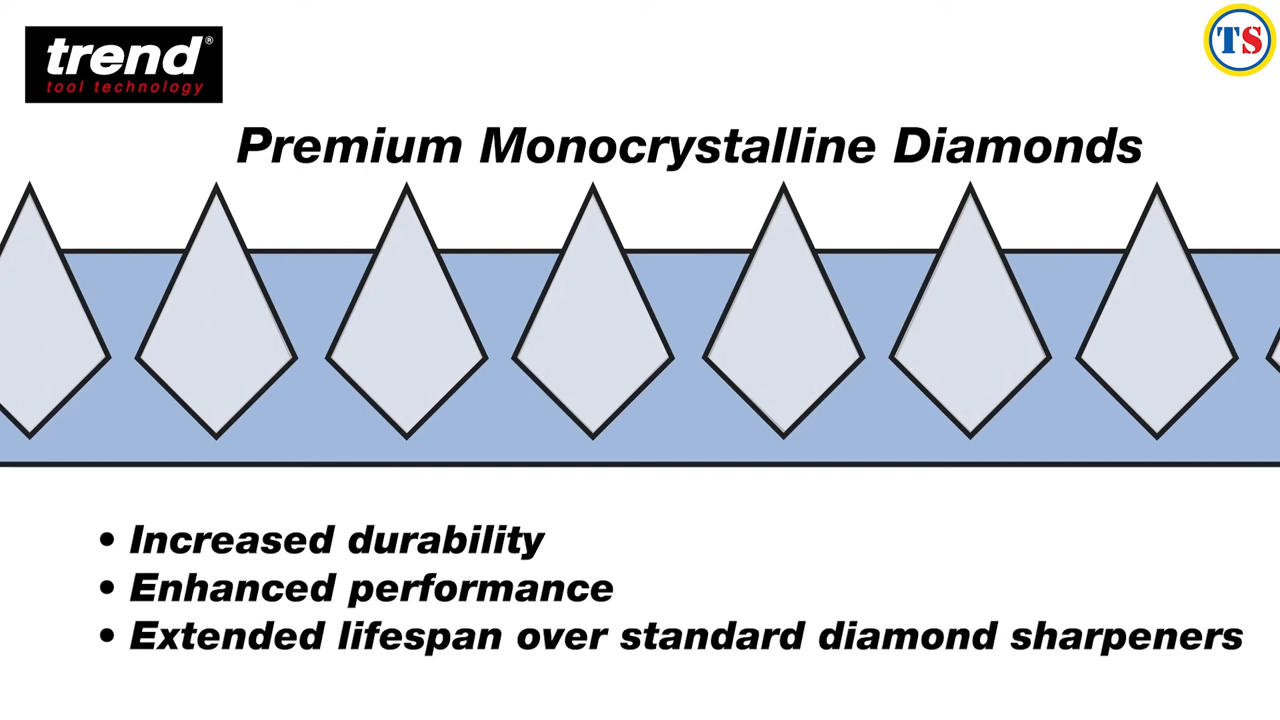 trend®
tool technology
TS
Premium Monocrystalline Diamonds
• Increased durability
• Enhanced performance
• Extended lifespan over standard diamond sharpeners